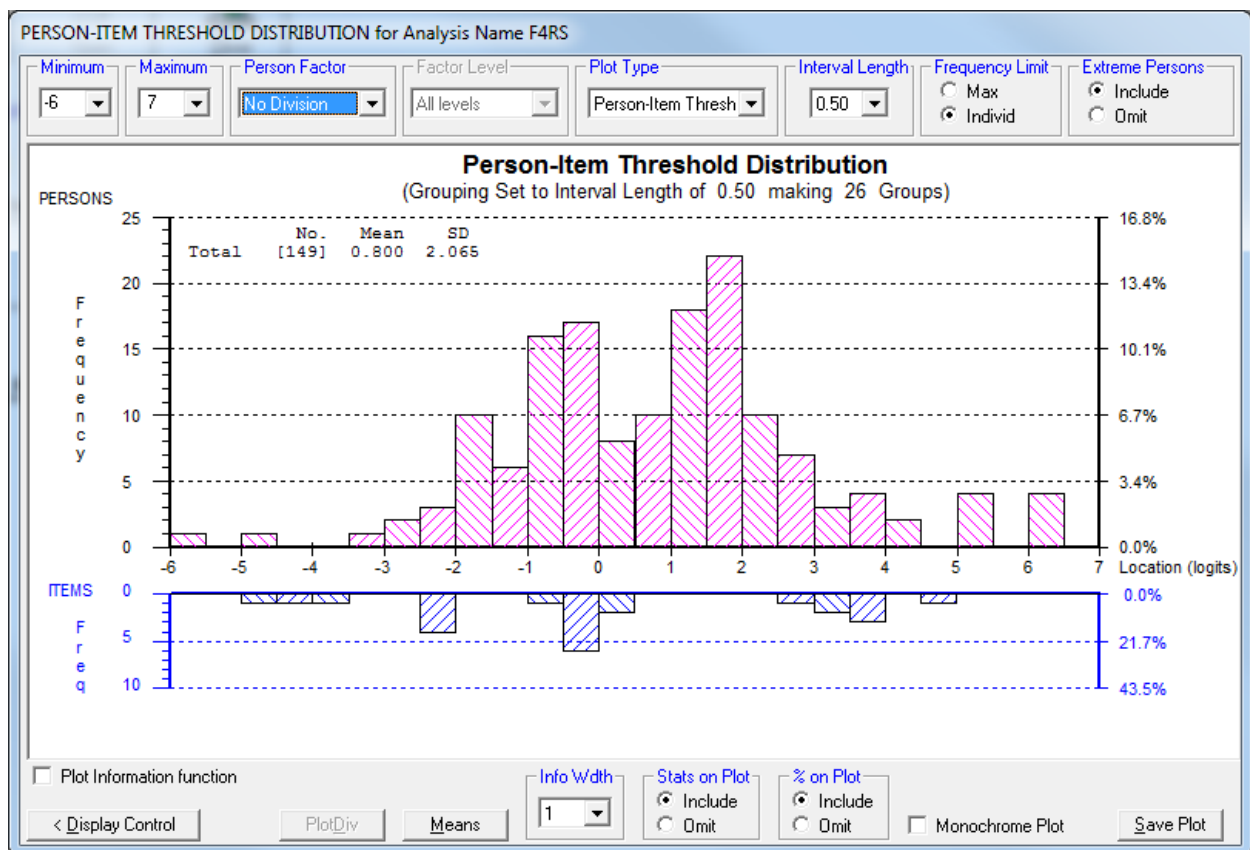 PERSON-ITEM THRESHOLD DISTRIBUTION for Analysis Name F4RS
Minimum Maximum Person Factor Factor Level Plot Type Interval Length Frequency Limit Extreme Persons
-6 7 No Division All levels Person-Item Thresh 0.50 Max Include
Individ Omit
Person-Item Threshold Distribution
(Grouping Set to Interval Length of 0.50 making 26 Groups)
PERSONS
25 16.8%
No. Mean SD
Total [149] 0.800 2.065
20 13.4%
15 10.1%
10 6.7%
5 3.4%
0 0.0%
Frequency
-6 -5 -4 -3 -2 -1 0 1 2 3 4 5 6 7 Location (logits)
ITEMS 0 0.0%
5 21.7%
10 43.5%
Freq
Plot Information function
Info Wdth Stats on Plot % on Plot
1 Include Include
Omit Omit
< Display Control PlotDiv Means Monochrome Plot Save Plot